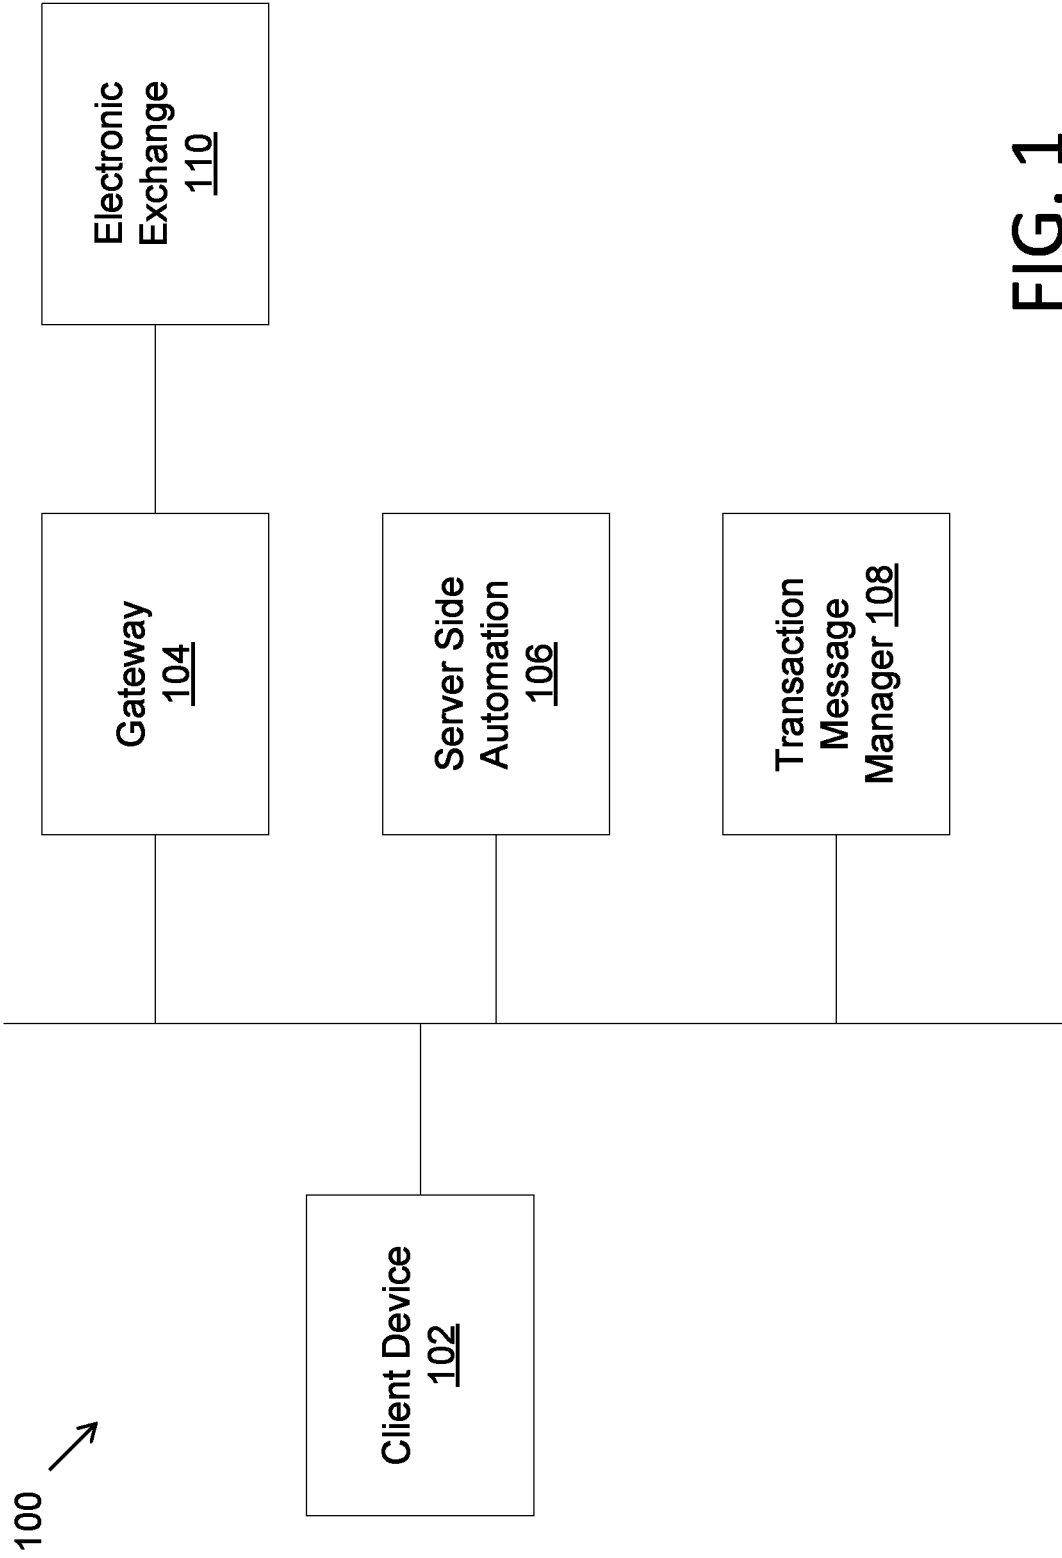 100
Client Device
102
Gateway
104
Server Side
Automation
106
Transaction
Message
Manager 108
Electronic
Exchange
110
FIG. 1